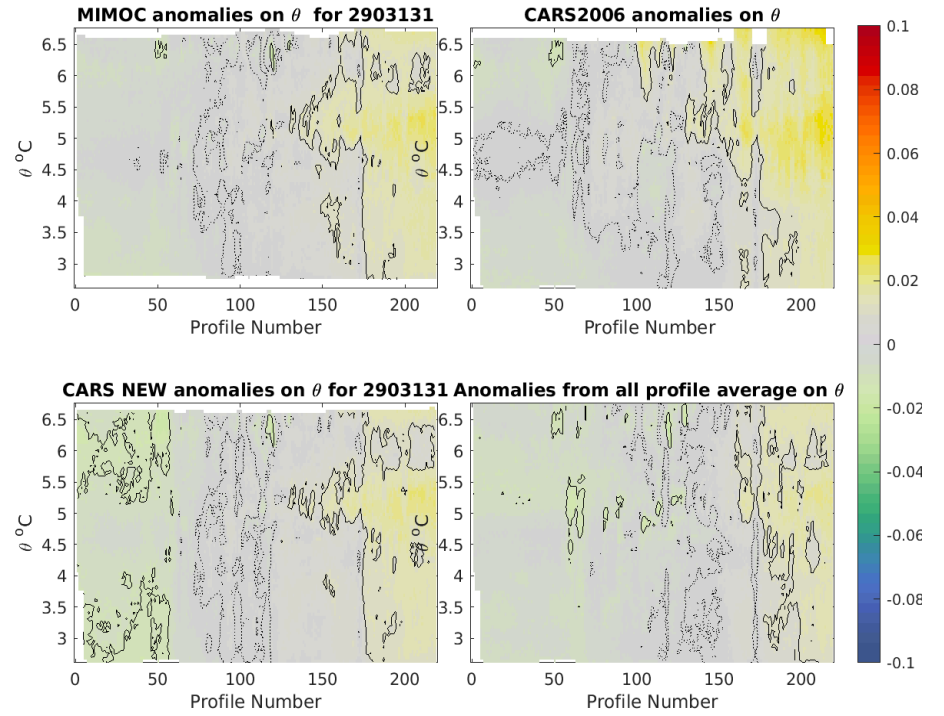 MIMOC anomalies on θ for 2903131
CARS2006 anomalies on θ
6.5
6
5.5
5
4.5
4
3.5
3
θ °C
0 50 100 150 200
Profile Number
6.5
6
5.5
5
4.5
4
3.5
3
θ °C
0 50 100 150 200
Profile Number
CARS NEW anomalies on θ for 2903131
Anomalies from all profile average on θ
6.5
6
5.5
5
4.5
4
3.5
3
θ °C
0 50 100 150 200
Profile Number
6.5
6
5.5
5
4.5
4
3.5
3
θ °C
0 50 100 150 200
Profile Number
0.1
0.08
0.06
0.04
0.02
0
-0.02
-0.04
-0.06
-0.08
-0.1